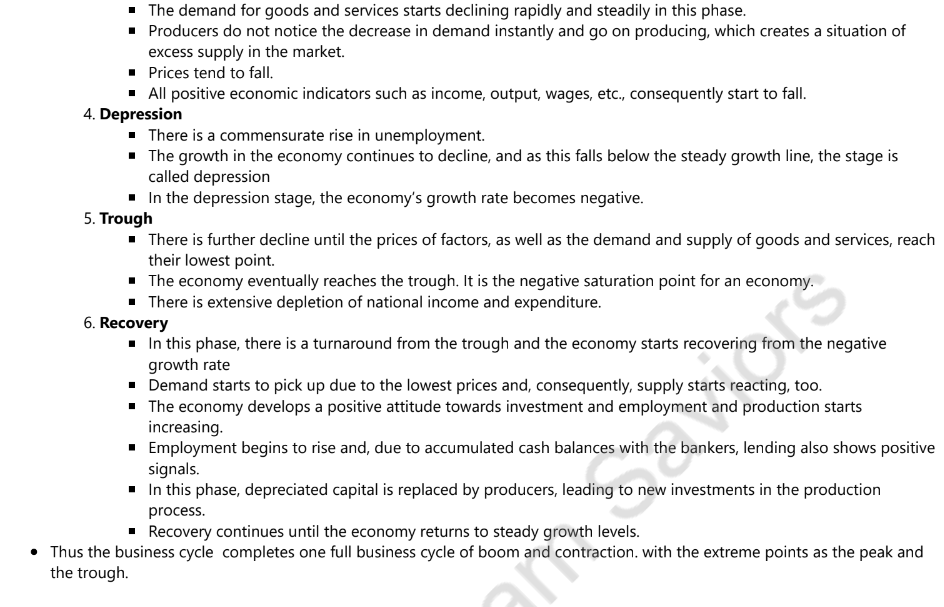 ▪ The demand for goods and services starts declining rapidly and steadily in this phase.
▪ Producers do not notice the decrease in demand instantly and go on producing, which creates a situation of
excess supply in the market.
▪ Prices tend to fall.
▪ All positive economic indicators such as income, output, wages, etc., consequently start to fall.
4. Depression
▪ There is a commensurate rise in unemployment.
▪ The growth in the economy continues to decline, and as this falls below the steady growth line, the stage is
called depression
▪ In the depression stage, the economy’s growth rate becomes negative.
5. Trough
▪ There is further decline until the prices of factors, as well as the demand and supply of goods and services, reach
their lowest point.
▪ The economy eventually reaches the trough. It is the negative saturation point for an economy.
▪ There is extensive depletion of national income and expenditure.
6. Recovery
▪ In this phase, there is a turnaround from the trough and the economy starts recovering from the negative
growth rate
▪ Demand starts to pick up due to the lowest prices and, consequently, supply starts reacting, too.
▪ The economy develops a positive attitude towards investment and employment and production starts
increasing.
▪ Employment begins to rise and, due to accumulated cash balances with the bankers, lending also shows positive
signals.
▪ In this phase, depreciated capital is replaced by producers, leading to new investments in the production
process.
▪ Recovery continues until the economy returns to steady growth levels.
• Thus the business cycle completes one full business cycle of boom and contraction. with the extreme points as the peak and
the trough.
am Saviors